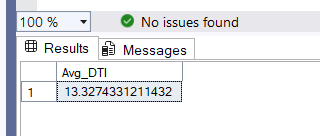 100 % No issues found
Results Messages
Avg_DTI
1 13.3274331211432